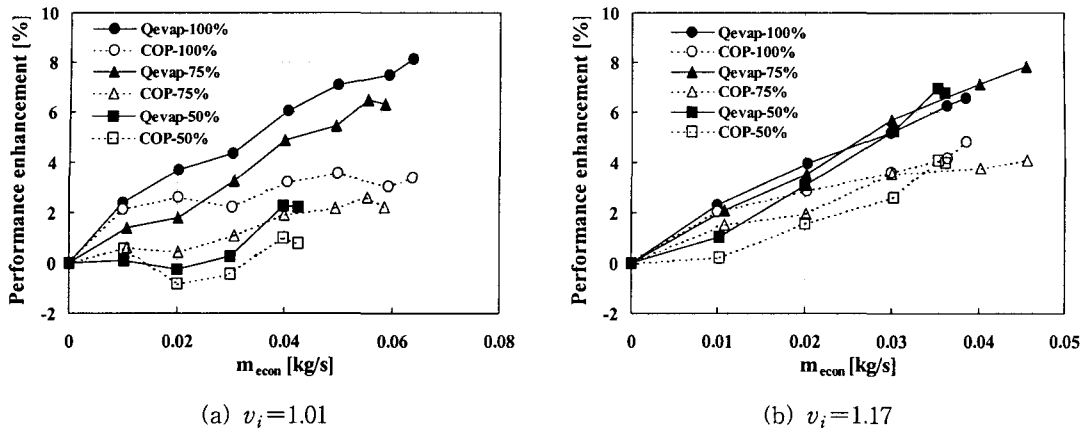 Performance enhancement [%]
10
8
6
4
2
0
-2
Qevap-100%
COP-100%
Qevap-75%
COP-75%
Qevap-50%
COP-50%
0
0.02
0.04
0.06
0.08
m_econ [kg/s]
(a) v_i=1.01
Performance enhancement [%]
10
8
6
4
2
0
-2
Qevap-100%
COP-100%
Qevap-75%
COP-75%
Qevap-50%
COP-50%
0
0.01
0.02
0.03
0.04
0.05
m_econ [kg/s]
(b) v_i=1.17